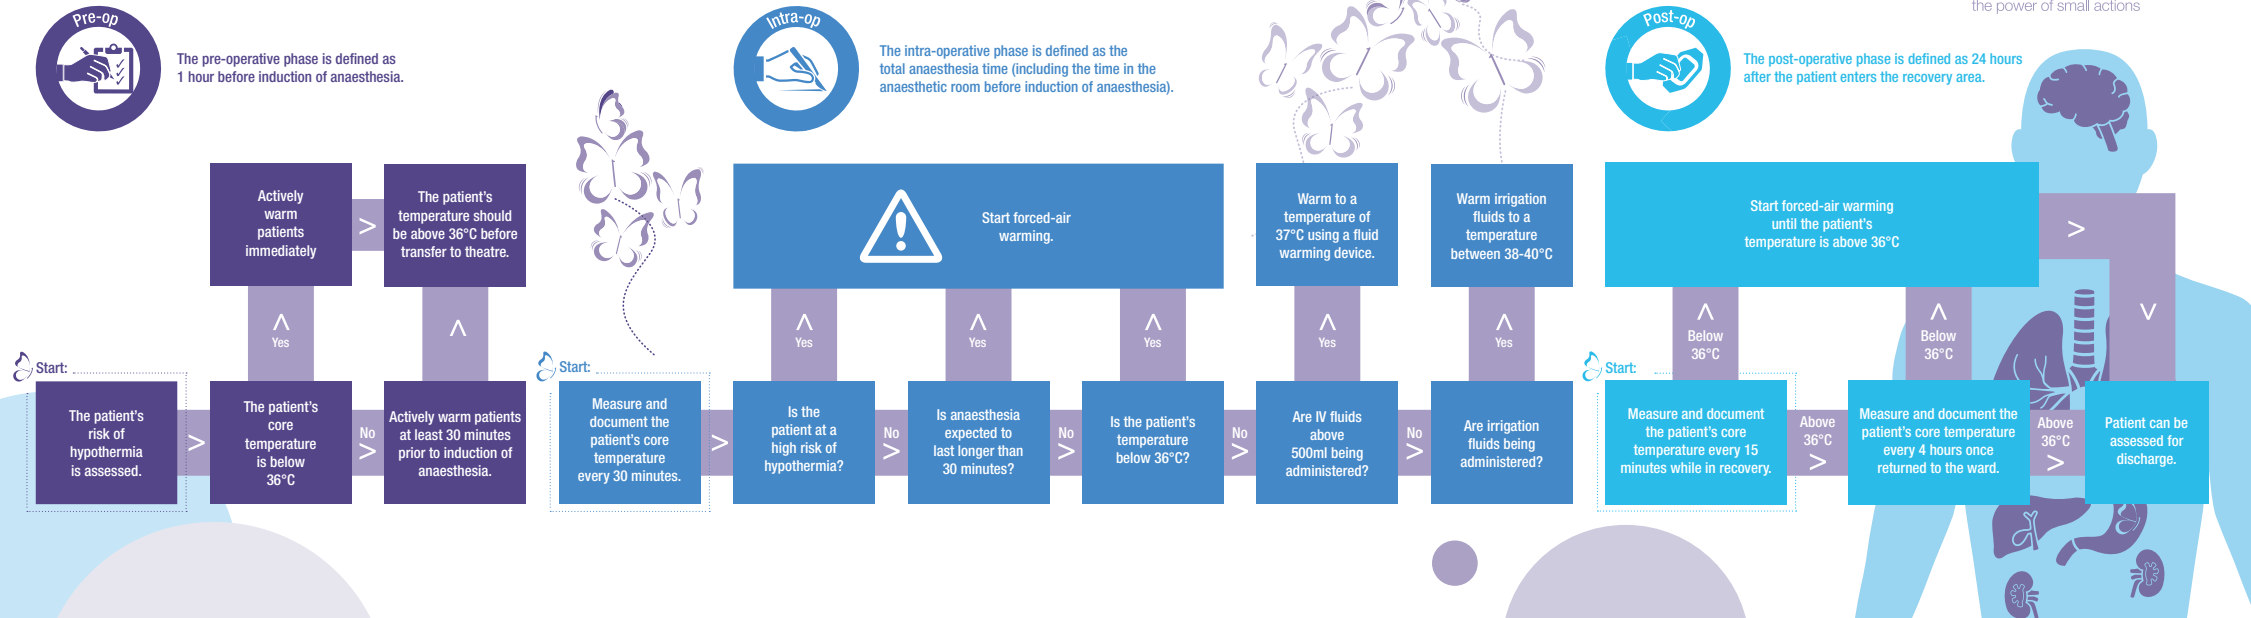 the power of small actions
Pre-op
The pre-operative phase is defined as
1 hour before induction of anaesthesia.
Actively
warm
patients
immediately
>
The patient's
temperature should
be above 36°C before
transfer to theatre.
Yes
Start:
The patient's
risk of
hypothermia
is assessed.
>
The patient's
core
temperature
is below
36°C
No
>
Actively warm patients
at least 30 minutes
prior to induction of
anaesthesia.
Intra-op
The intra-operative phase is defined as the
total anaesthesia time (including the time in the
anaesthetic room before induction of anaesthesia).
!
Start forced-air
warming.
Warm to a
temperature of
37°C using a fluid
warming device.
Warm irrigation
fluids to a
temperature
between 38-40°C
Yes
Yes
Yes
Yes
Yes
Start:
Measure and
document the
patient's core
temperature
every 30 minutes.
>
Is the
patient at a
high risk of
hypothermia?
No
>
Is anaesthesia
expected to
last longer than
30 minutes?
No
>
Is the patient's
temperature
below 36°C?
No
>
Are IV fluids
above
500ml being
administered?
No
>
Are irrigation
fluids being
administered?
Post-op
The post-operative phase is defined as 24 hours
after the patient enters the recovery area.
Start forced-air warming
until the patient's
temperature is above 36°C
>
Below
36°C
Below
36°C
Start:
Measure and document
the patient's core
temperature every 15
minutes while in recovery.
Above
36°C
>
Measure and document the
patient's core temperature
every 4 hours once
returned to the ward.
Above
36°C
>
Patient can be
assessed for
discharge.